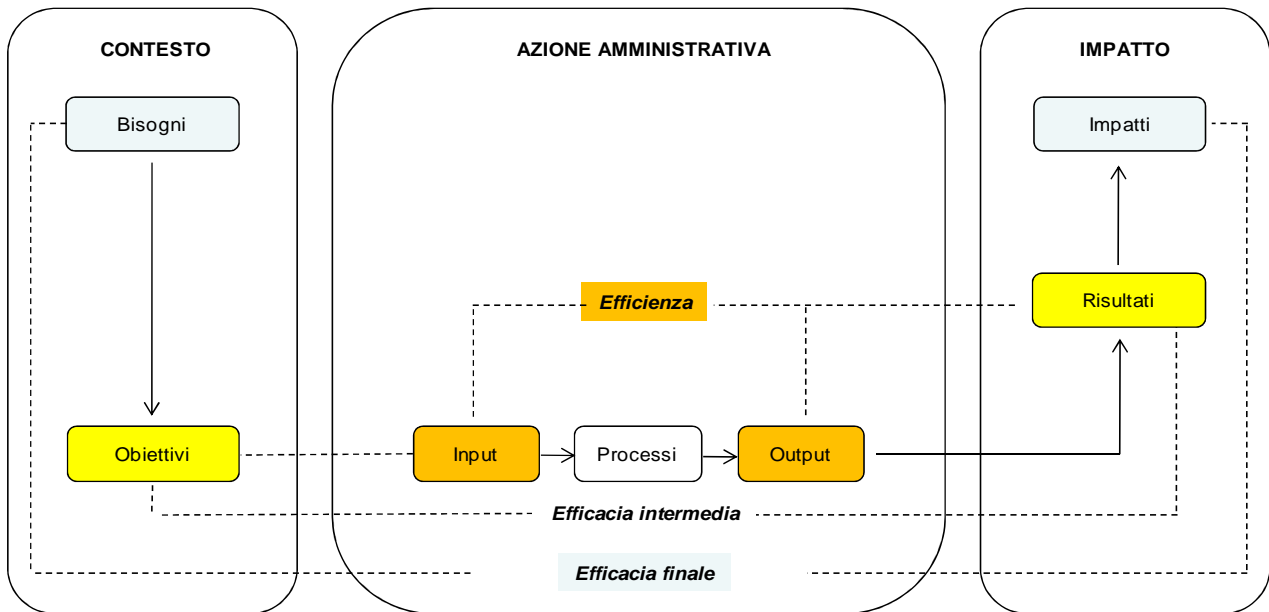 CONTESTO
AZIONE AMMINISTRATIVA
IMPATTO
Bisogni
Impatti
Efficienza
Risultati
Obiettivi
Input
Processi
Output
Efficacia intermedia
Efficacia finale